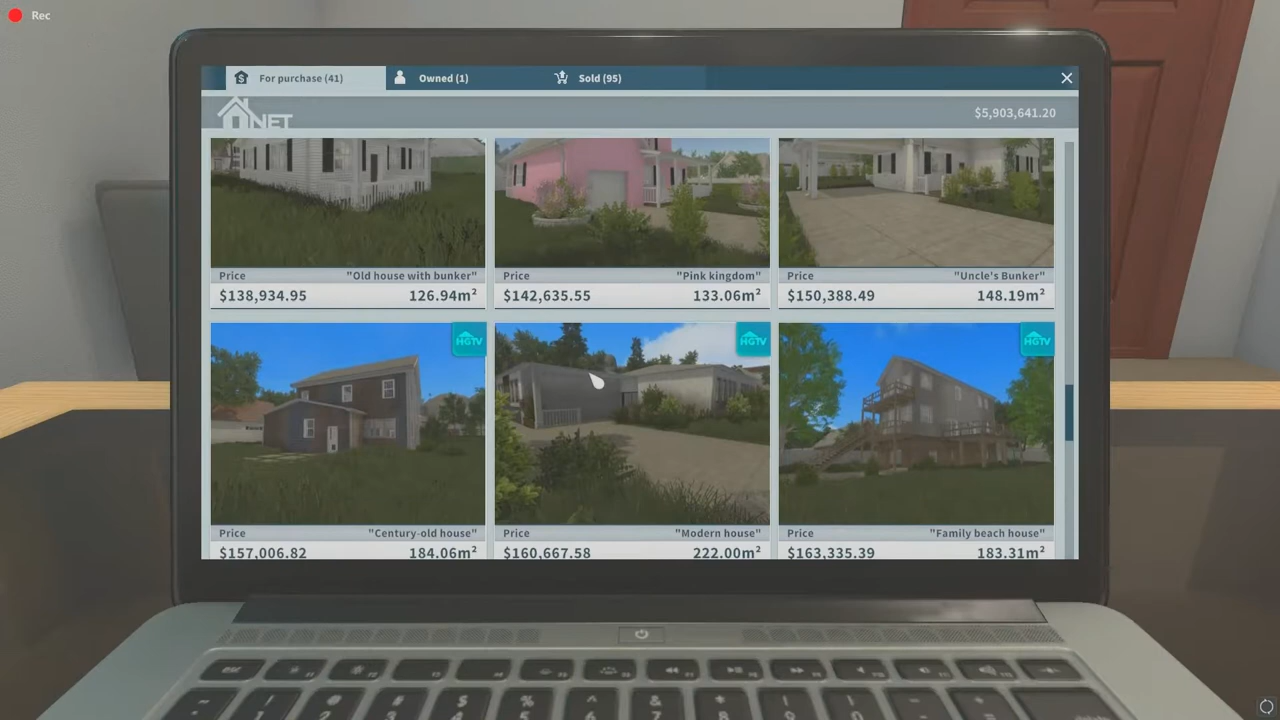 Rec
For purchase (41)
Owned (1)
Sold (95)
NET
$5,903,641.20
Price "Old house with bunker"
$138,934.95 126.94m²
Price "Pink kingdom"
$142,635.55 133.06m²
Price "Uncle's Bunker"
$150,388.49 148.19m²
HGTV
HGTV
HGTV
Price "Century-old house"
$157,006.82 184.06m²
Price "Modern house"
$160,667.58 222.00m²
Price "Family beach house"
$163,335.39 183.31m²
esc